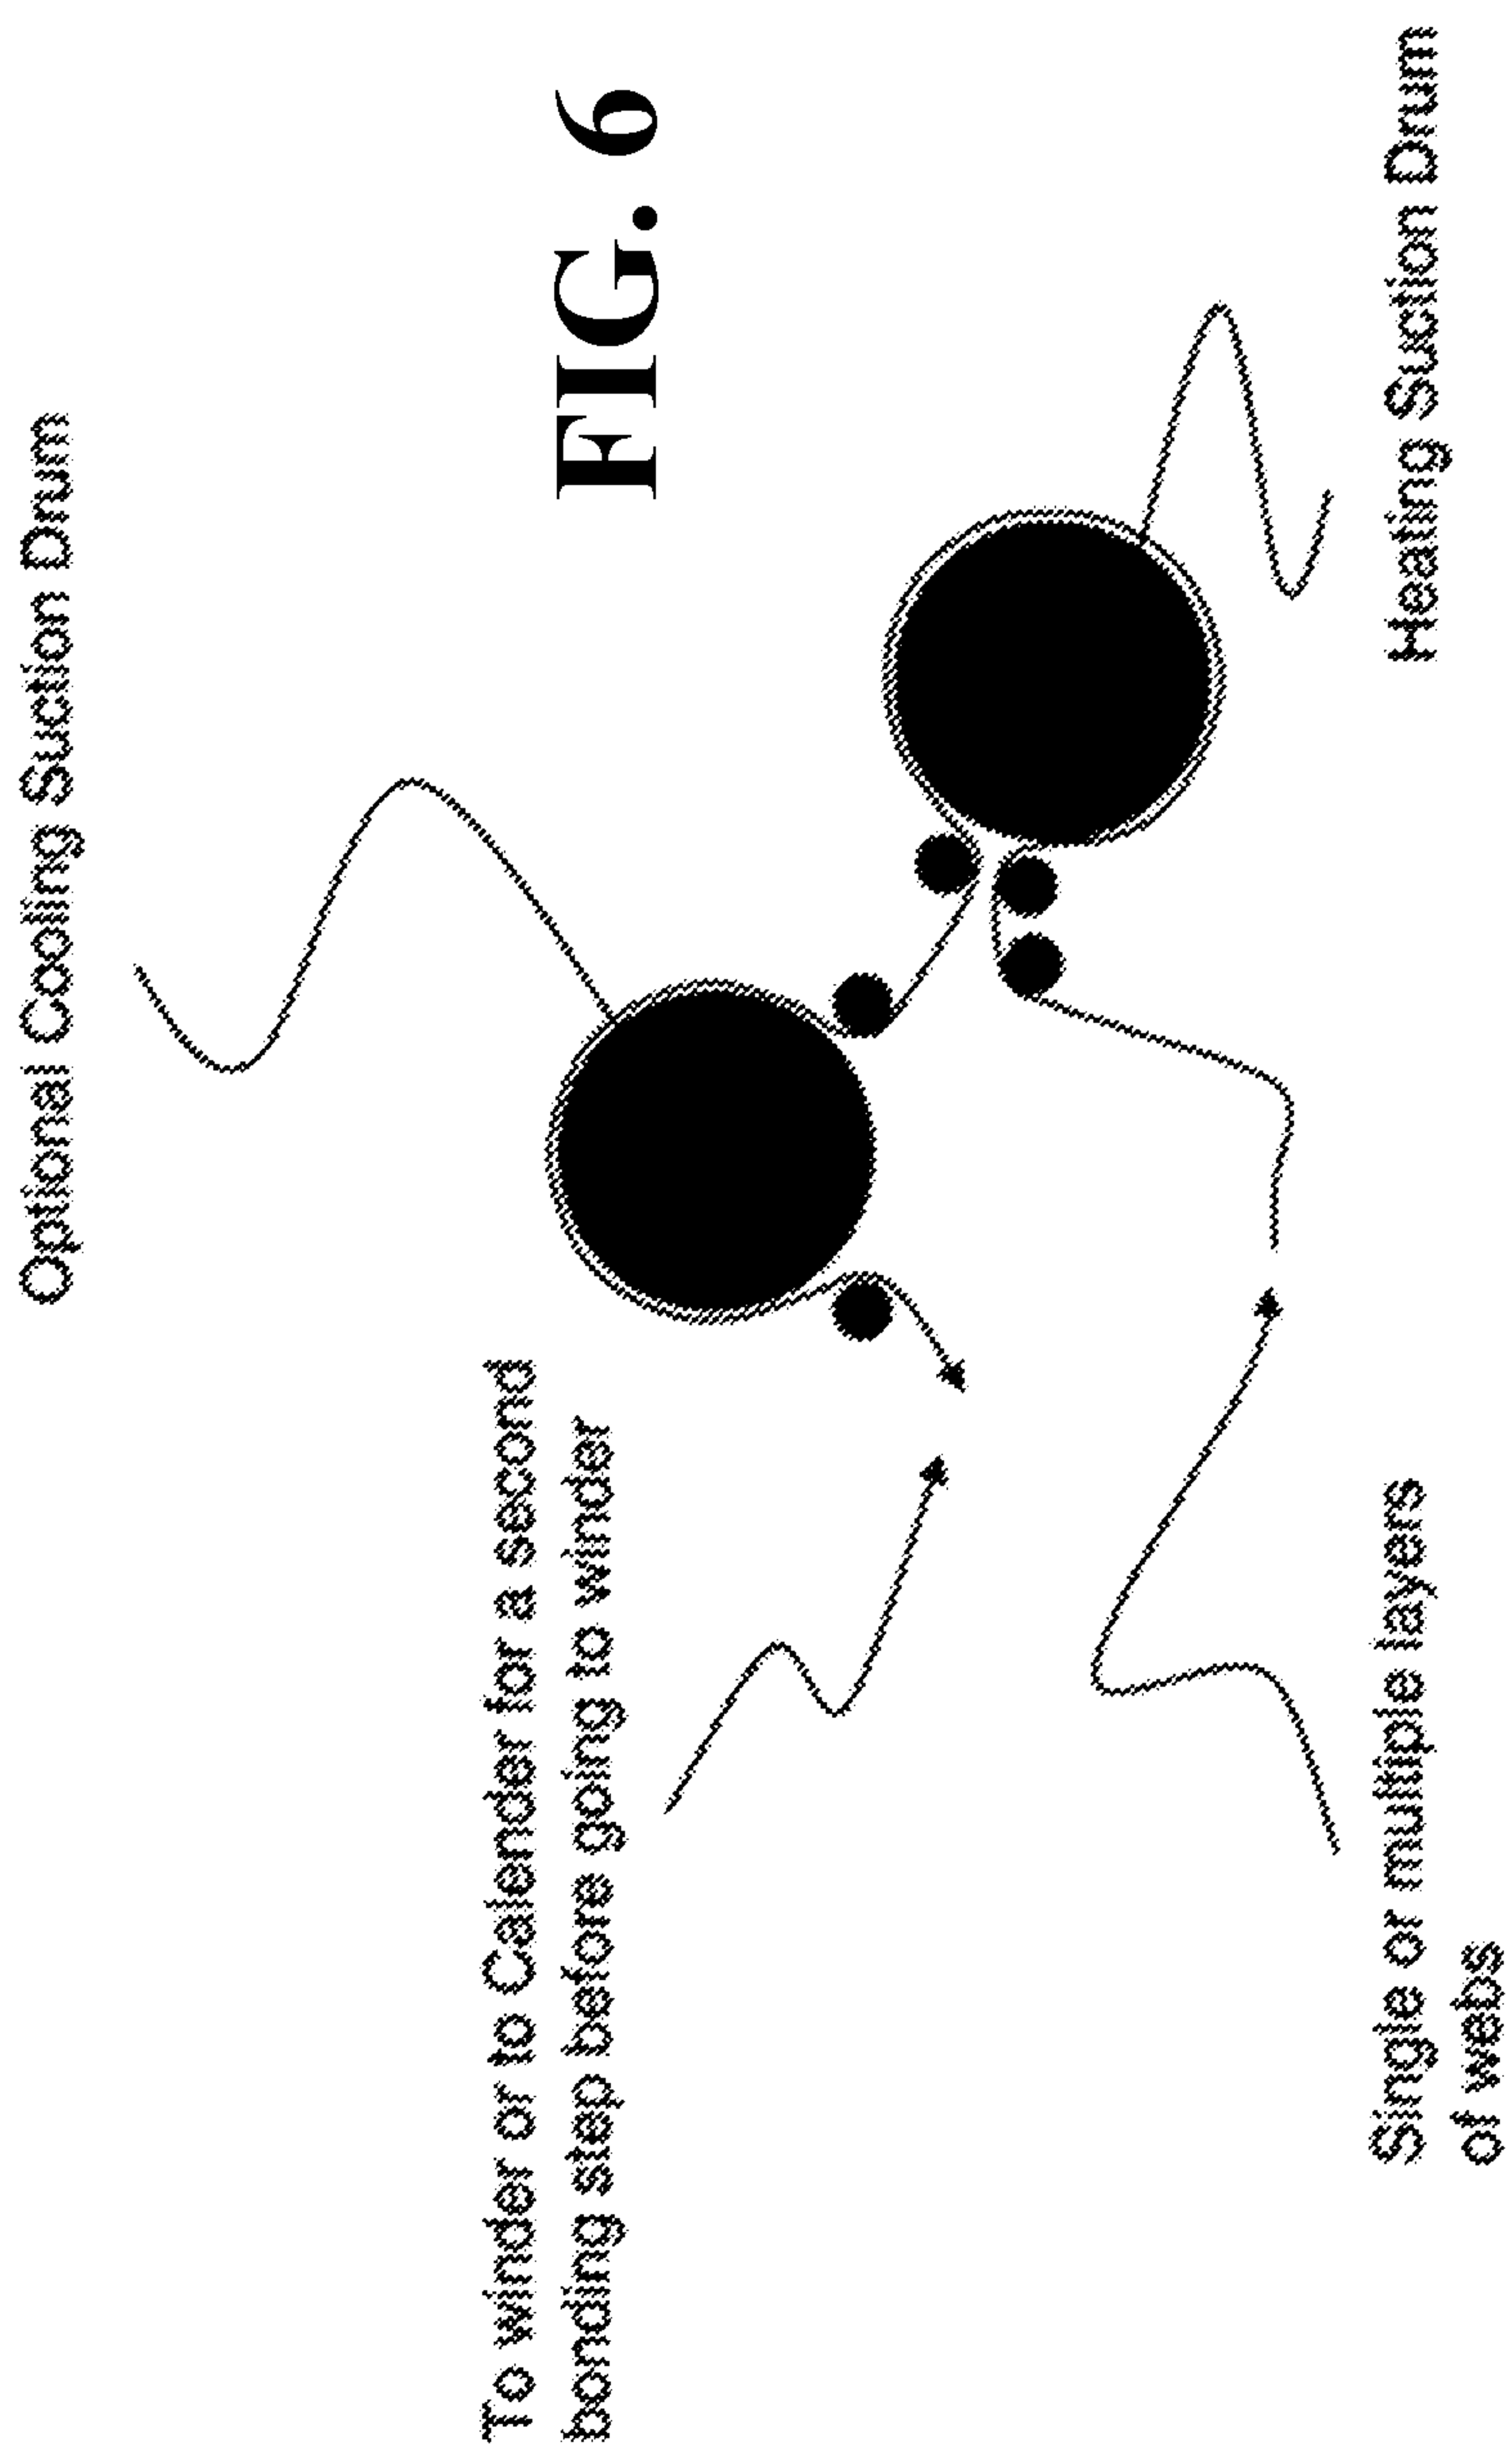 Optional Cooling Suction Drum
To winder or to Calender for a second
bonding step before going to winder
FIG. 6
Single or multiple layers
of webs
Heating Suction Drum